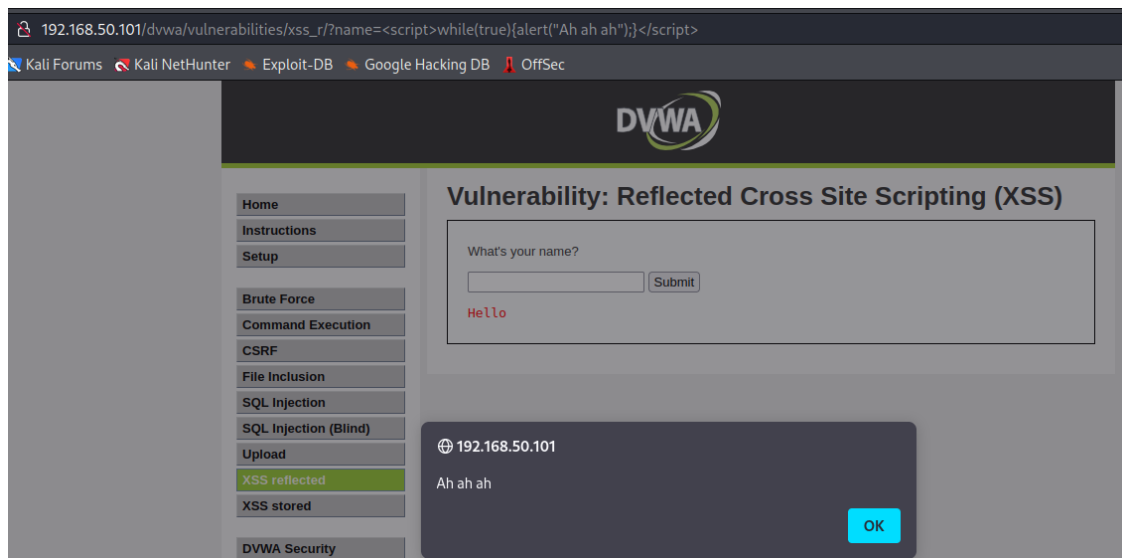 192.168.50.101/dvwa/vulnerabilities/xss_r/?name=<script>while(true){alert("Ah ah ah");}</script>
Kali Forums Kali NetHunter Exploit-DB Google Hacking DB OffSec
DVWA
Home
Instructions
Setup
Brute Force
Command Execution
CSRF
File Inclusion
SQL Injection
SQL Injection (Blind)
Upload
XSS reflected
XSS stored
DVWA Security
Vulnerability: Reflected Cross Site Scripting (XSS)
What's your name?
Submit
Hello
192.168.50.101
Ah ah ah
OK